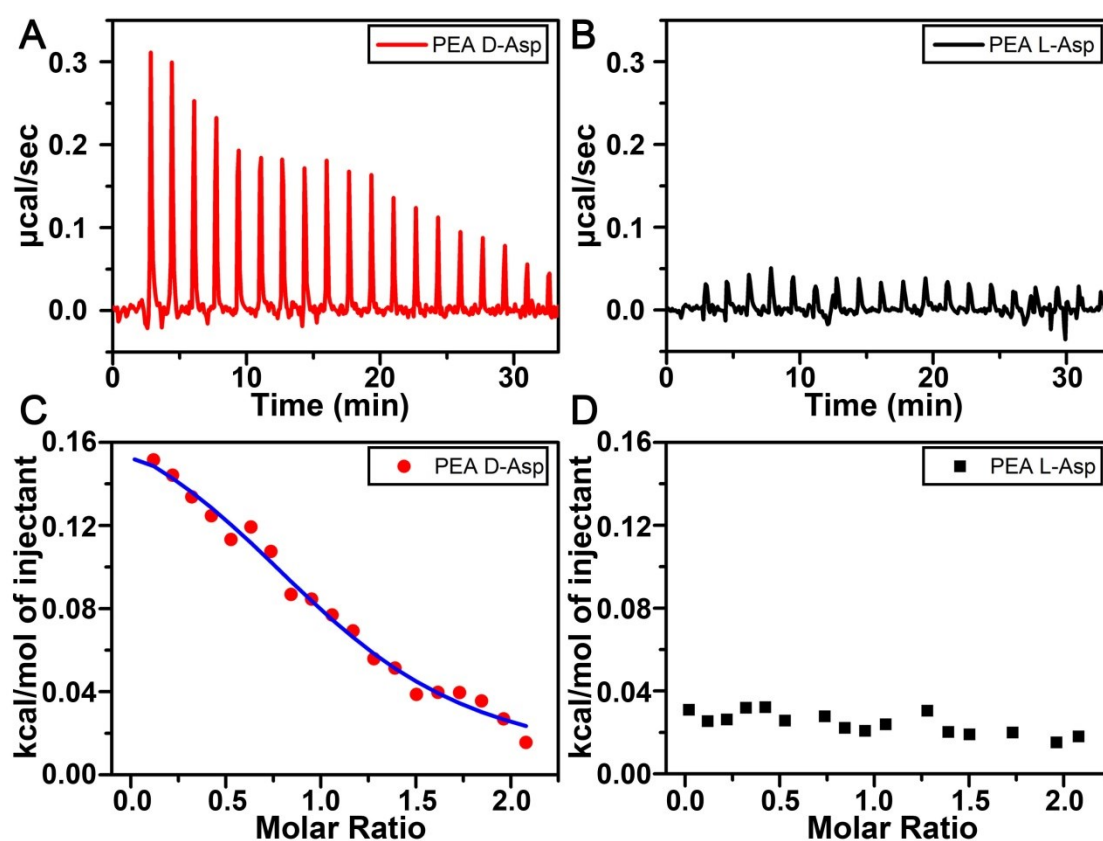 A
PEA D-Asp
µcal/sec
0.3
0.2
0.1
0.0
0
10
20
30
Time (min)
B
PEA L-Asp
µcal/sec
0.3
0.2
0.1
0.0
0
10
20
30
Time (min)
C
PEA D-Asp
kcal/mol of injectant
0.16
0.12
0.08
0.04
0.00
0.0
0.5
1.0
1.5
2.0
Molar Ratio
D
PEA L-Asp
kcal/mol of injectant
0.16
0.12
0.08
0.04
0.00
0.0
0.5
1.0
1.5
2.0
Molar Ratio